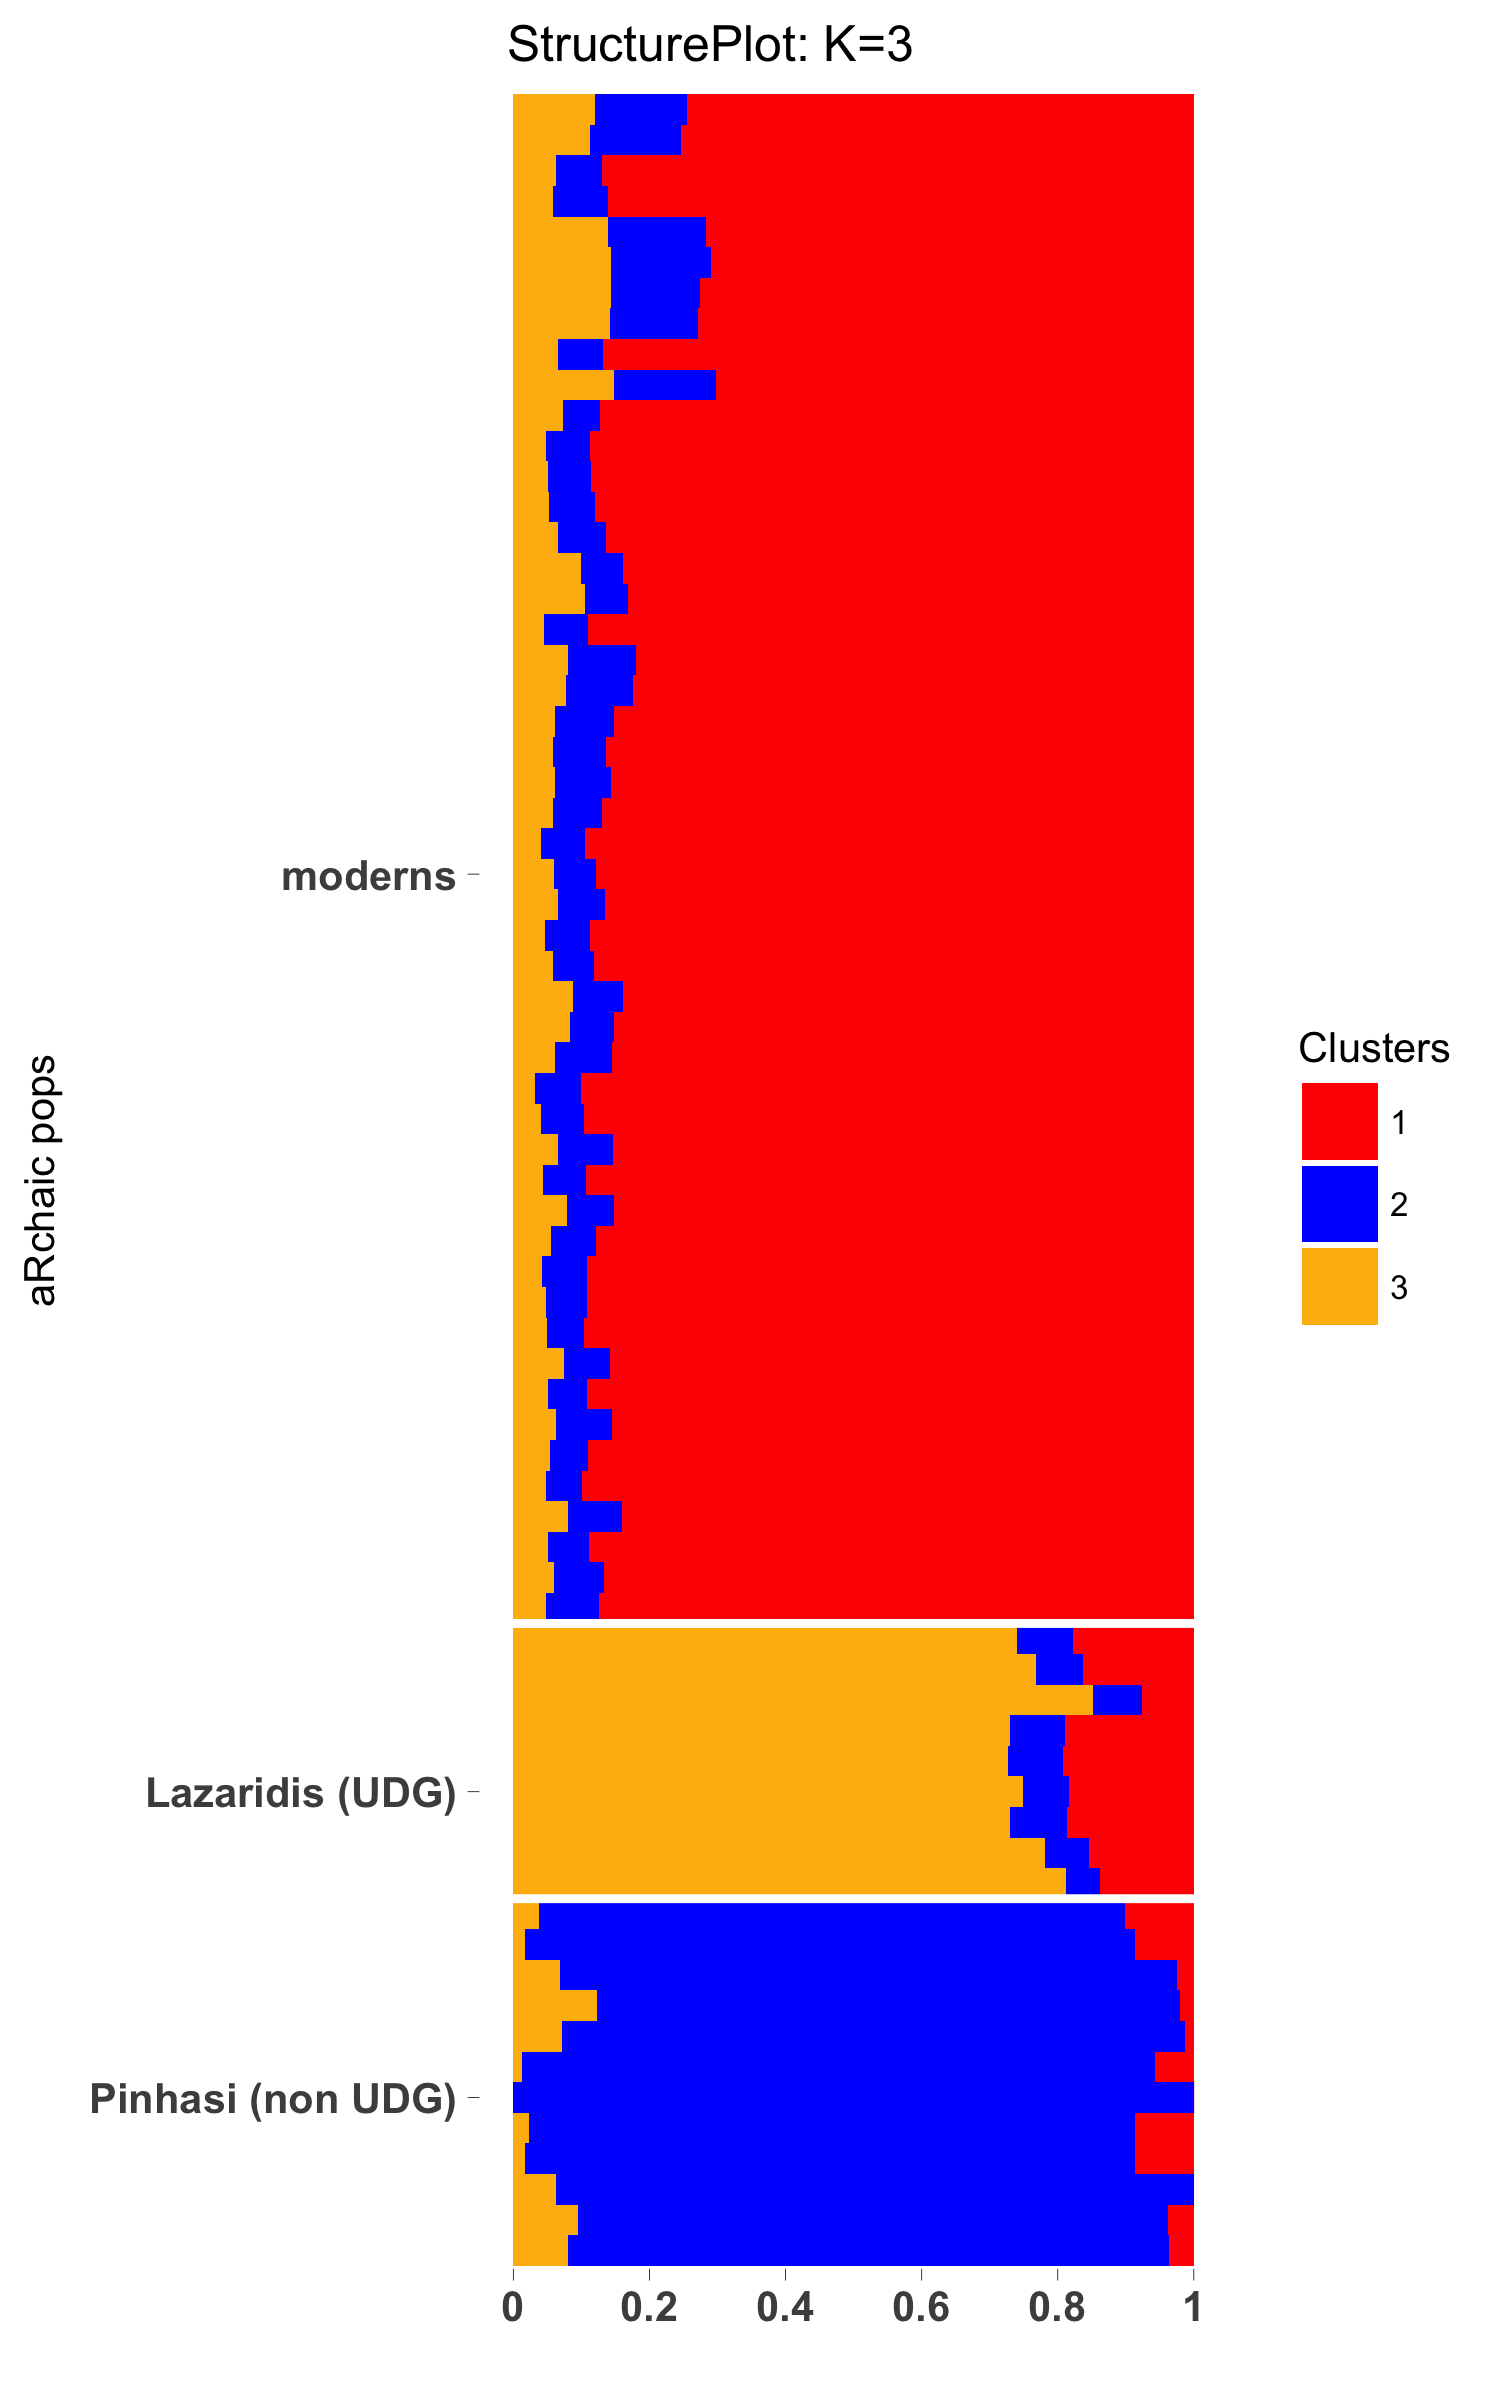 StructurePlot: K=3
aRchaic pops
moderns
Lazaridis (UDG)
Pinhasi (non UDG)
0 0.2 0.4 0.6 0.8 1
Clusters
1
2
3